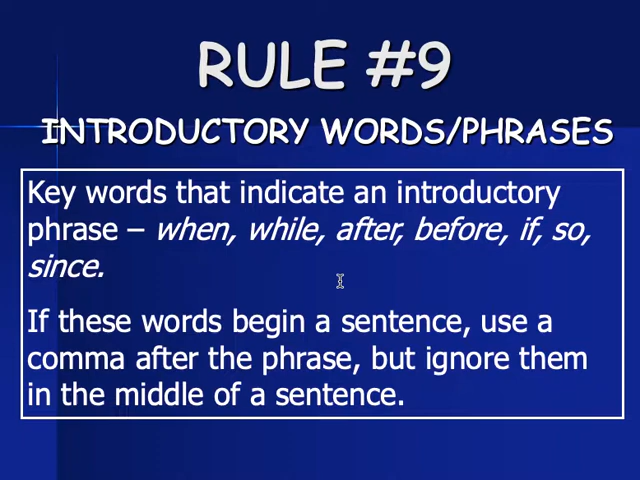 RULE #9
INTRODUCTORY WORDS/PHRASES
Key words that indicate an introductory
phrase – when, while, after, before, if, so,
since.
If these words begin a sentence, use a
comma after the phrase, but ignore them
in the middle of a sentence.